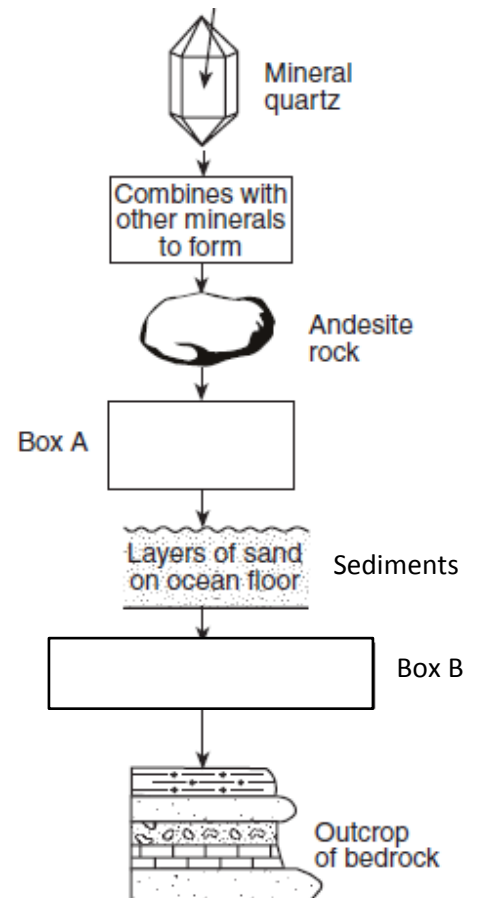 Mineral
quartz
Combines with
other minerals
to form
Andesite
rock
Box A
Layers of sand
on ocean floor
Sediments
Box B
Outcrop
of bedrock